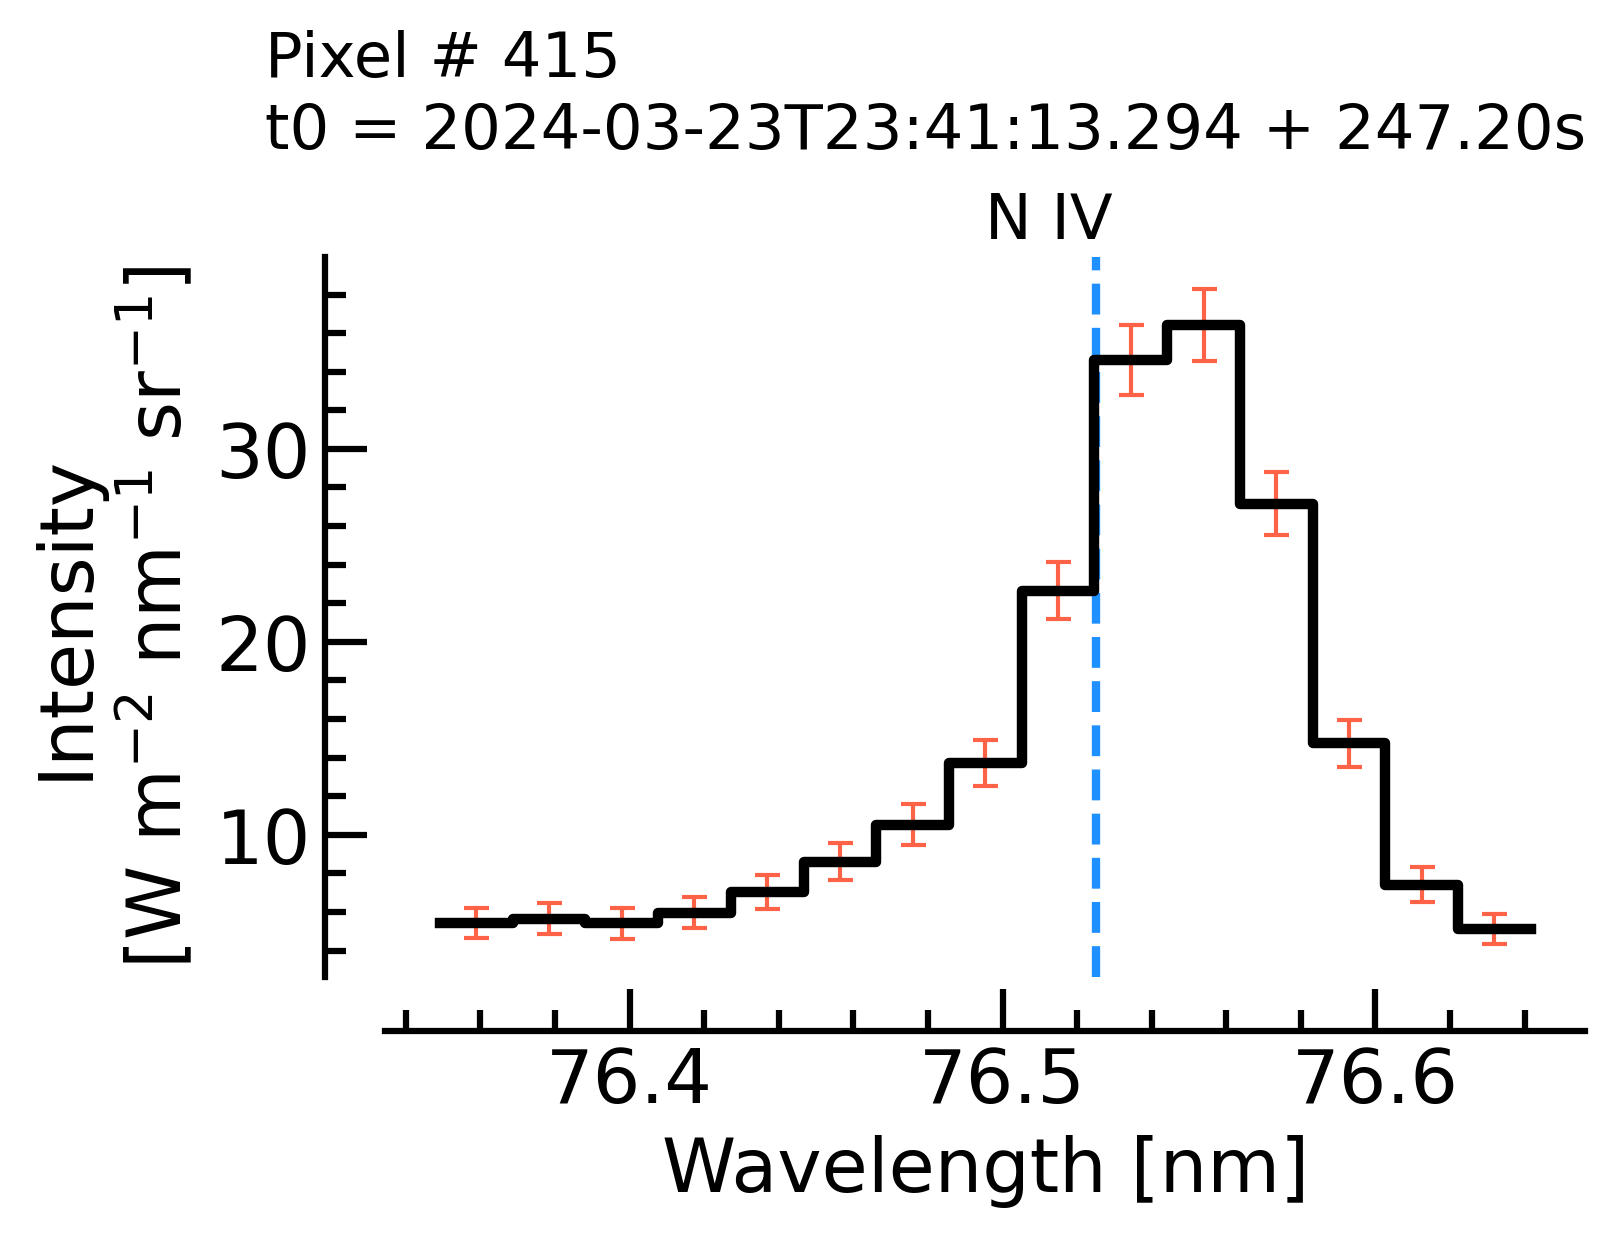 Pixel # 415
t0 = 2024-03-23T23:41:13.294 + 247.20s
N IV
Intensity
[W m⁻² nm⁻¹ sr⁻¹]
30
20
10
76.4 76.5 76.6
Wavelength [nm]